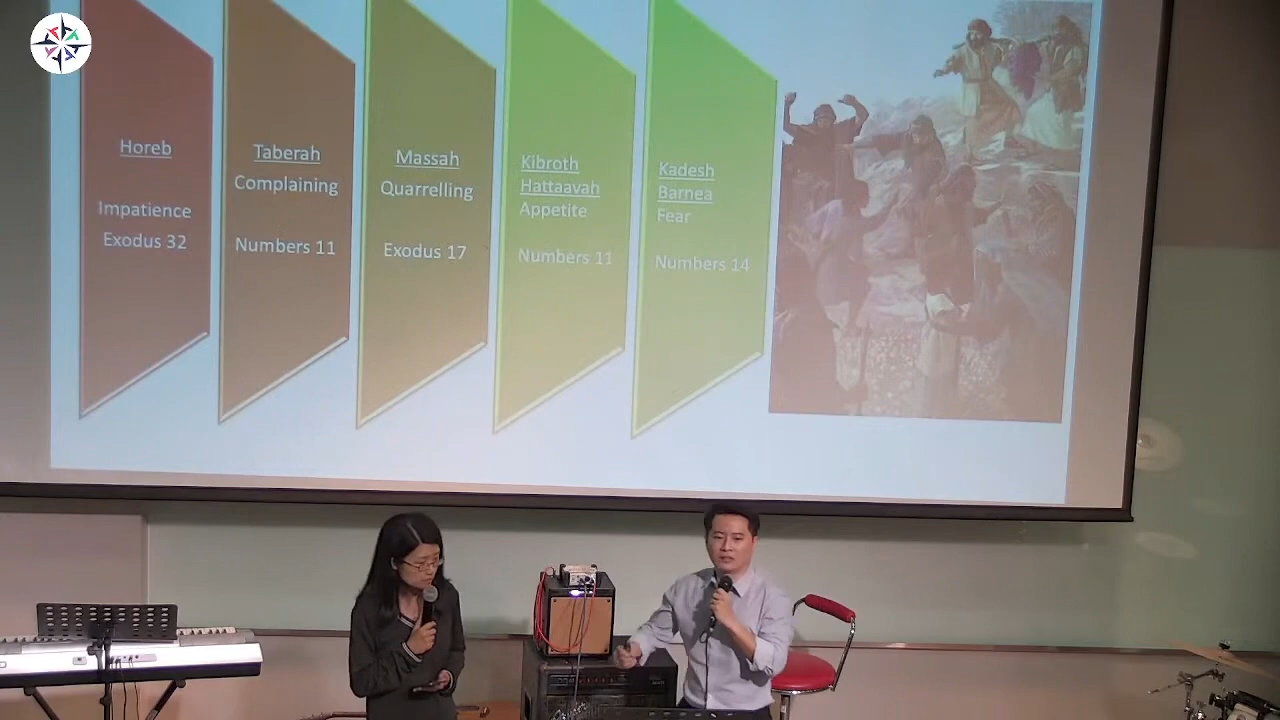 Horeb
Impatience
Exodus 32
Taberah
Complaining
Numbers 11
Massah
Quarrelling
Exodus 17
Kibroth
Hattaavah
Appetite
Numbers 11
Kadesh
Barnea
Fear
Numbers 14